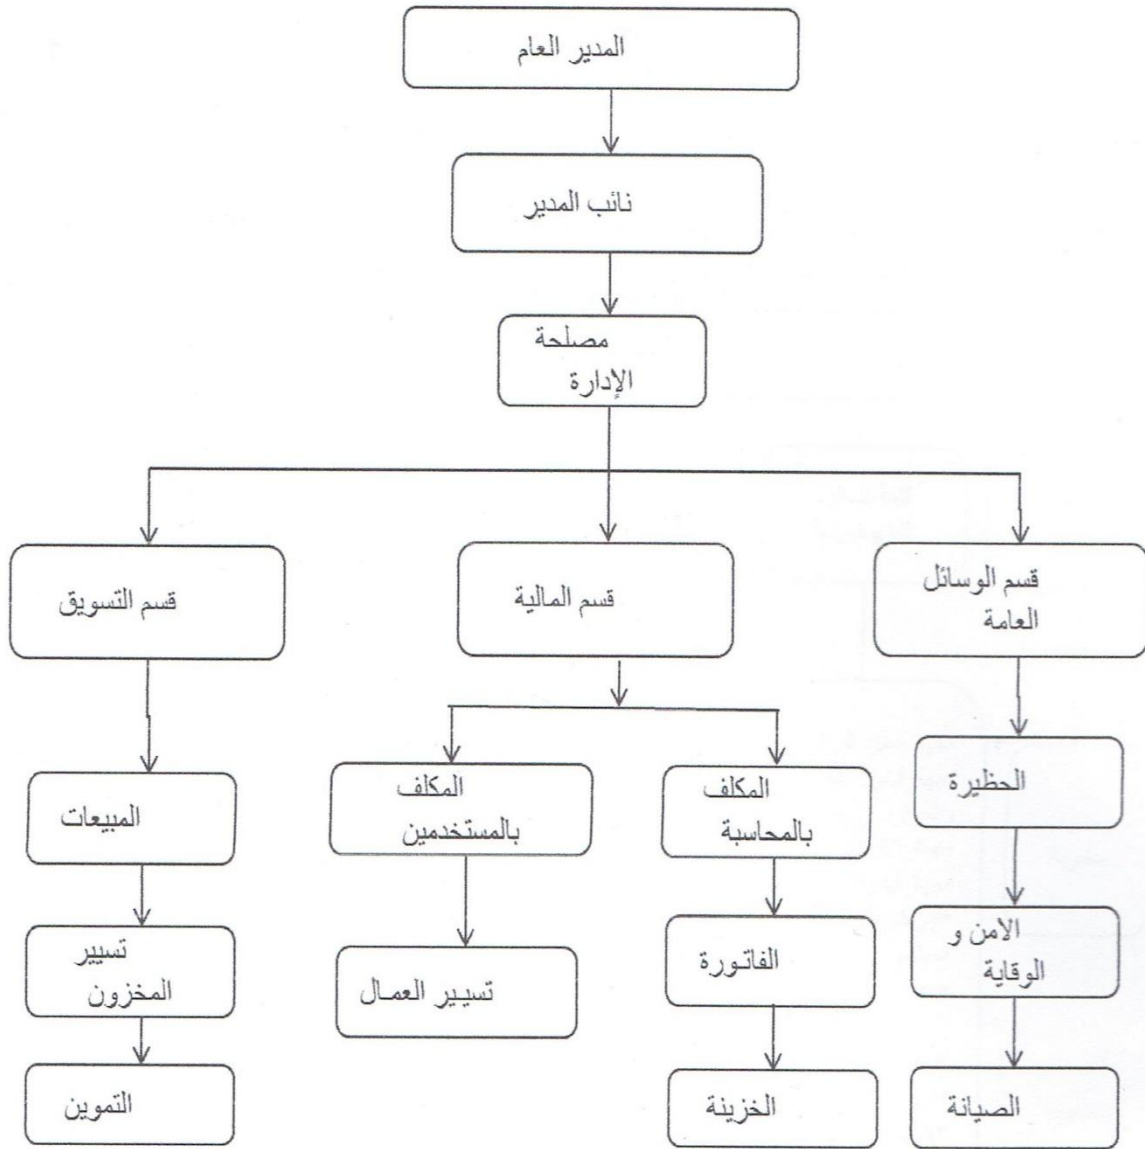 المدير العام
نائب المدير
مصلحة
الإدارة
قسم الوسائل
العامة
قسم المالية
قسم التسويق
الحظيرة
المكلف
بالمحاسبة
المكلف
بالمستخدمين
المبيعات
الامن و
الوقاية
الفاتورة
تسيير العمال
تسيير
المخزون
الصيانة
الخزينة
التموين